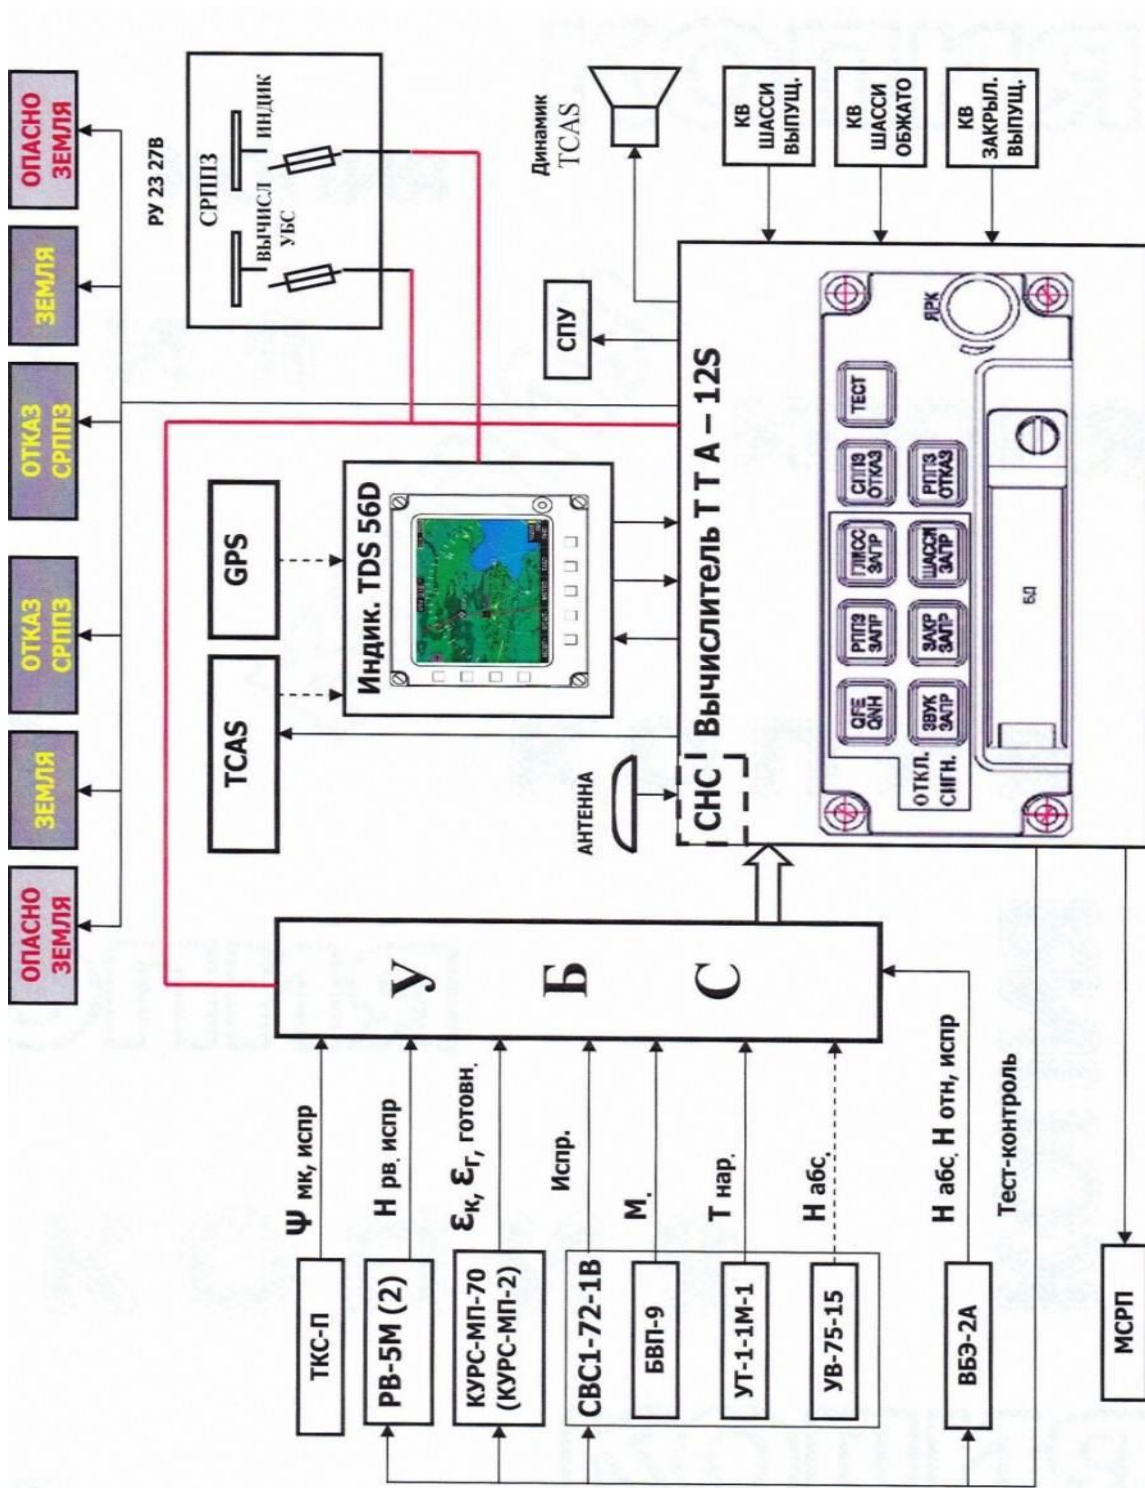 ОПАСНО
ЗЕМЛЯ
ЗЕМЛЯ
ОТКАЗ
СРППЗ
ОТКАЗ
СРППЗ
ЗЕМЛЯ
ОПАСНО
ЗЕМЛЯ
РУ 23 27В
СРППЗ
ВЫЧИСЛ
УБС
ИНДИК
TCAS
GPS
Индик. TDS 56D
АНТЕННА
СПУ
Динамик
TCAS
ТКС-П
Ψ мк, испр
РВ-5М (2)
Н рв. испр
КУРС-МП-70
(КУРС-МП-2)
εк, εг, готовн.
СВС1-72-1В
Испр.
БВП-9
М.
УТ-1-1М-1
Т нар.
УВ-75-15
Н абс.
ВБЭ-2А
Н абс. Н отн, испр
Тест-контроль
МСРП
У
Б
С
СНС
Вычислитель Т Т А – 12S
КВ
ШАССИ
ВЫПУЩ.
КВ
ШАССИ
ОБЖАТО
КВ
ЗАКРЫЛ.
ВЫПУЩ.
QFE
QNH
РППЗ
ЗАПР
ГЛИСС
ЗАПР
СППЗ
ОТКАЗ
ТЕСТ
ОТКЛ.
СИГН.
ЗВУК
ЗАПР
ЗАКР
ЗАПР
ШАССИ
ЗАПР
РППЗ
ОТКАЗ
ЯРК
БД